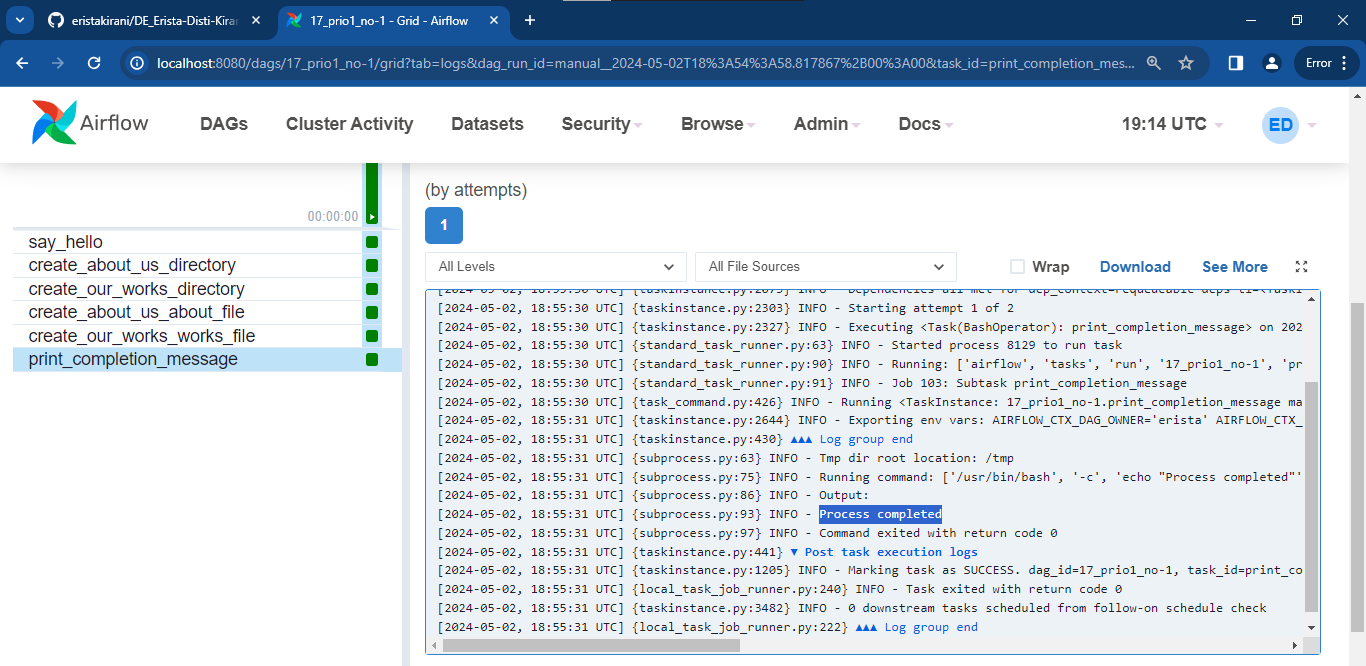 eristakirani/DE_Erista-Disti-Kirar
17_prio1_no-1 - Grid - Airflow
localhost:8080/dags/17_prio1_no-1/grid?tab=logs&dag_run_id=manual__2024-05-02T18%3A54%3A58.817867%2B00%3A00&task_id=print_completion_mes...
Error
Airflow
DAGs
Cluster Activity
Datasets
Security
Browse
Admin
Docs
19:14 UTC
ED
00:00:00
say_hello
create_about_us_directory
create_our_works_directory
create_about_us_about_file
create_our_works_works_file
print_completion_message
(by attempts)
1
All Levels
All File Sources
Wrap
Download
See More
[2024-05-02, 18:55:30 UTC] {taskinstance.py:2303} INFO - Starting attempt 1 of 2
[2024-05-02, 18:55:30 UTC] {taskinstance.py:2327} INFO - Executing <Task(BashOperator): print_completion_message> on 202
[2024-05-02, 18:55:30 UTC] {standard_task_runner.py:63} INFO - Started process 8129 to run task
[2024-05-02, 18:55:30 UTC] {standard_task_runner.py:90} INFO - Running: ['airflow', 'tasks', 'run', '17_prio1_no-1', 'pr
[2024-05-02, 18:55:30 UTC] {standard_task_runner.py:91} INFO - Job 103: Subtask print_completion_message
[2024-05-02, 18:55:30 UTC] {task_command.py:426} INFO - Running <TaskInstance: 17_prio1_no-1.print_completion_message ma
[2024-05-02, 18:55:31 UTC] {taskinstance.py:2644} INFO - Exporting env vars: AIRFLOW_CTX_DAG_OWNER='erista' AIRFLOW_CTX_
[2024-05-02, 18:55:31 UTC] {taskinstance.py:430} ▲▲▲ Log group end
[2024-05-02, 18:55:31 UTC] {subprocess.py:63} INFO - Tmp dir root location: /tmp
[2024-05-02, 18:55:31 UTC] {subprocess.py:75} INFO - Running command: ['/usr/bin/bash', '-c', 'echo "Process completed"'
[2024-05-02, 18:55:31 UTC] {subprocess.py:86} INFO - Output:
[2024-05-02, 18:55:31 UTC] {subprocess.py:93} INFO - Process completed
[2024-05-02, 18:55:31 UTC] {subprocess.py:97} INFO - Command exited with return code 0
[2024-05-02, 18:55:31 UTC] {taskinstance.py:441} ▼ Post task execution logs
[2024-05-02, 18:55:31 UTC] {taskinstance.py:1205} INFO - Marking task as SUCCESS. dag_id=17_prio1_no-1, task_id=print_co
[2024-05-02, 18:55:31 UTC] {local_task_job_runner.py:240} INFO - Task exited with return code 0
[2024-05-02, 18:55:31 UTC] {taskinstance.py:3482} INFO - 0 downstream tasks scheduled from follow-on schedule check
[2024-05-02, 18:55:31 UTC] {local_task_job_runner.py:222} ▲▲▲ Log group end